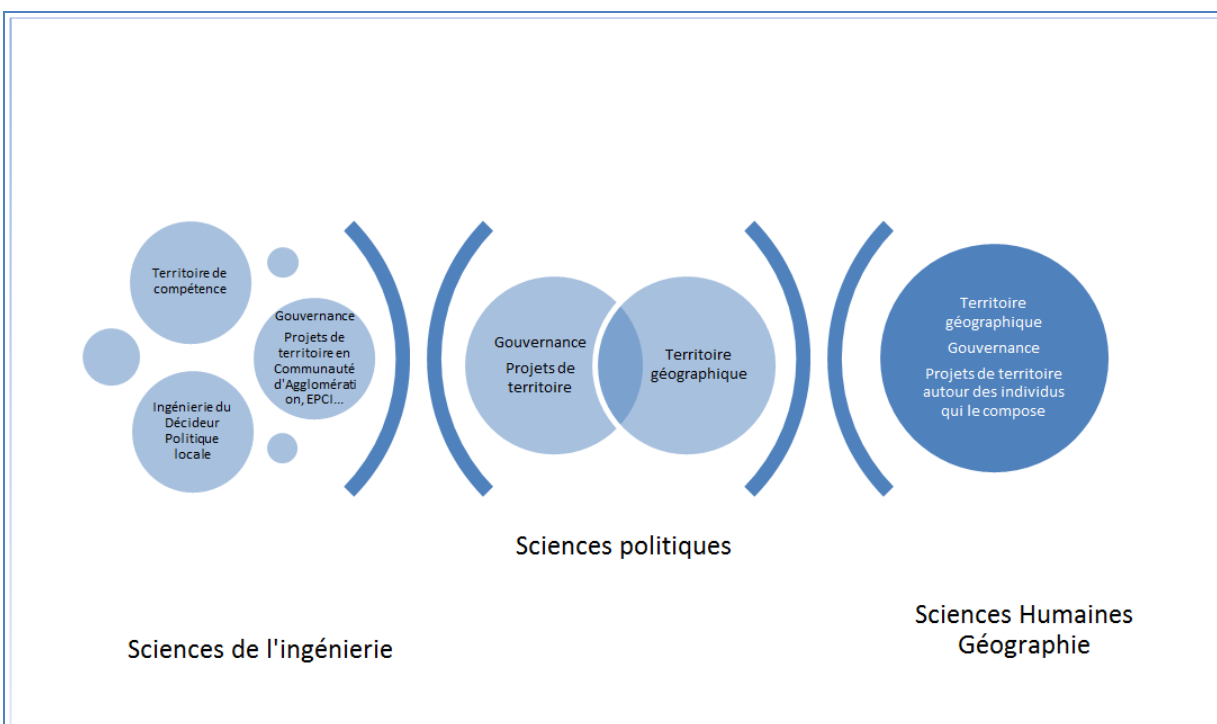 Territoire de
compétence
Gouvernance
Projets de
territoire en
Communauté
d'Agglomérati
on, EPCI...
Ingénierie du
Décideur
Politique
locale
Gouvernance
Projets de
territoire
Territoire
géographique
Territoire
géographique
Gouvernance
Projets de territoire
autour des individus
qui le compose
Sciences politiques
Sciences Humaines
Géographie
Sciences de l'ingénierie